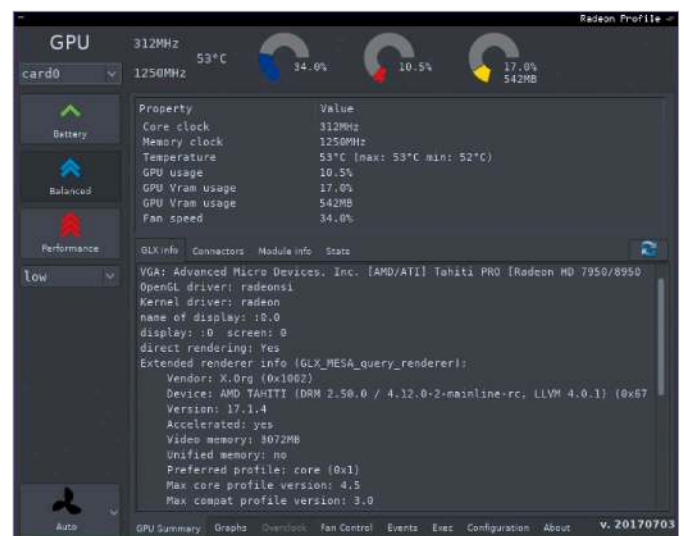 Radeon Profile
GPU
card0
Battery
Balanced
Performance
low
Auto
312MHz
1250MHz
53°C
34.0%
10.5%
17.0%
542MB
Property Value
Core clock 312MHz
Memory clock 1250MHz
Temperature 53°C (max: 53°C min: 52°C)
GPU usage 10.5%
GPU Vram usage 17.0%
GPU Vram usage 542MB
Fan speed 34.0%
GLX info Connectors Module info Stats
VGA: Advanced Micro Devices, Inc. [AMD/ATI] Tahiti PRO [Radeon HD 7950/8950
OpenGL driver: radeonsi
Kernel driver: radeon
name of display: :0.0
display: :0 screen: 0
direct rendering: Yes
Extended renderer info (GLX_MESA_query_renderer):
Vendor: X.Org (0x1002)
Device: AMD TAHITI (DRM 2.50.0 / 4.12.0-2-mainline-rc, LLVM 4.0.1) (0x67
Version: 17.1.4
Accelerated: yes
Video memory: 3072MB
Unified memory: no
Preferred profile: core (0x1)
Max core profile version: 4.5
Max compat profile version: 3.0
GPU Summary Graphs Overclock Fan Control Events Exec Configuration About v. 20170703